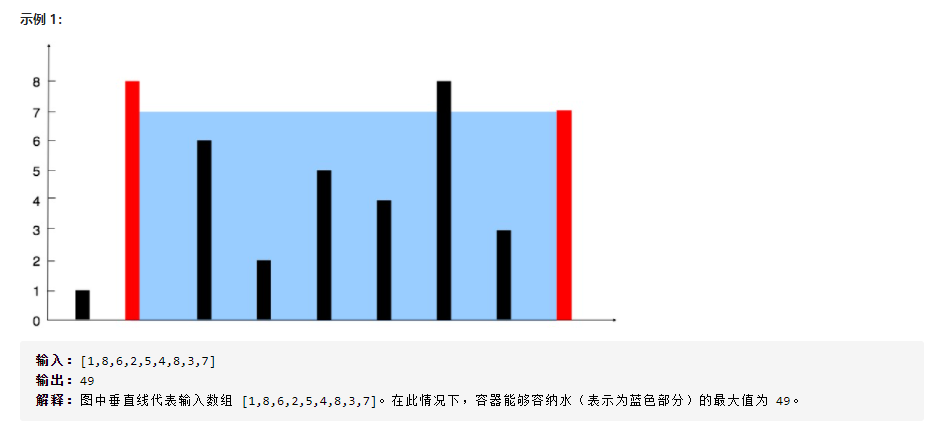 示例 1：
8
7
6
5
4
3
2
1
0
输入：[1,8,6,2,5,4,8,3,7]
输出：49
解释：图中垂直线代表输入数组 [1,8,6,2,5,4,8,3,7]。在此情况下，容器能够容纳水（表示为蓝色部分）的最大值为 49。